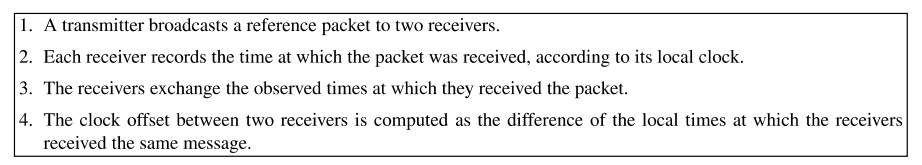 1. A transmitter broadcasts a reference packet to two receivers.
2. Each receiver records the time at which the packet was received, according to its local clock.
3. The receivers exchange the observed times at which they received the packet.
4. The clock offset between two receivers is computed as the difference of the local times at which the receivers
received the same message.